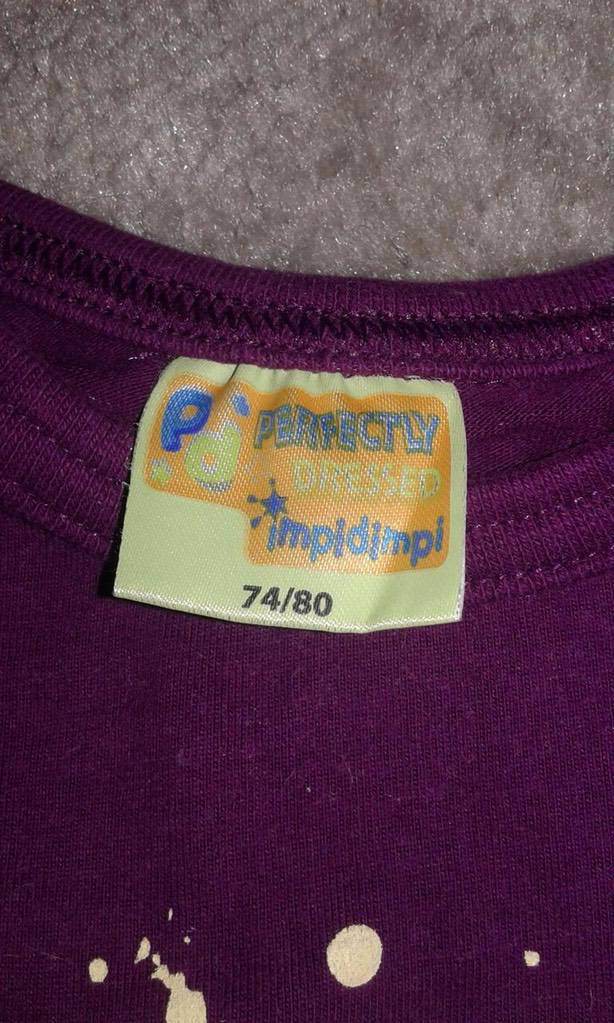 Pd PERFECTLY
DRESSED
impidimpi
74/80